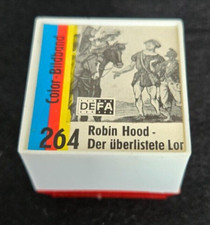 Color-Bildband
DEFA
264
Robin Hood -
Der überlistete Lor